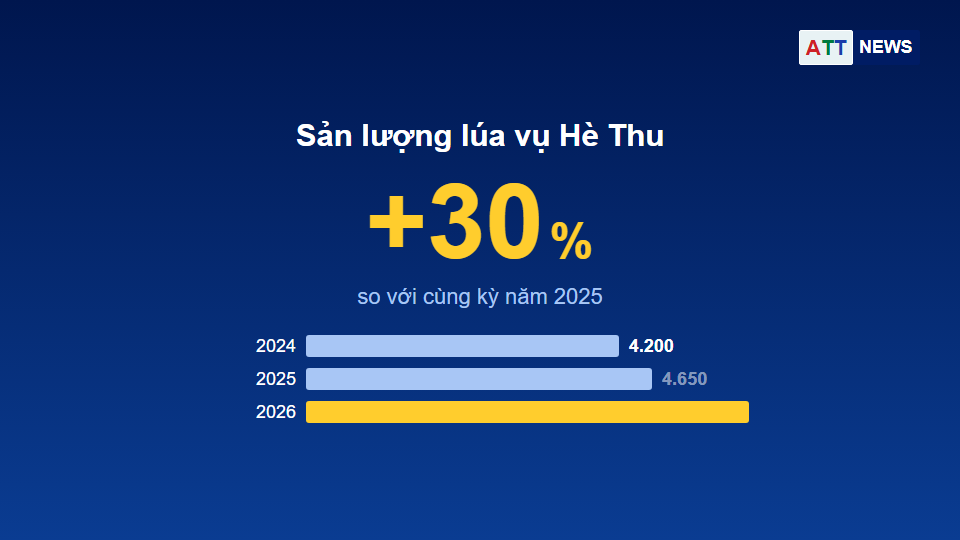 ATT NEWS
Sản lượng lúa vụ Hè Thu
+30 %
so với cùng kỳ năm 2025
2024 4.200
2025 4.650
2026